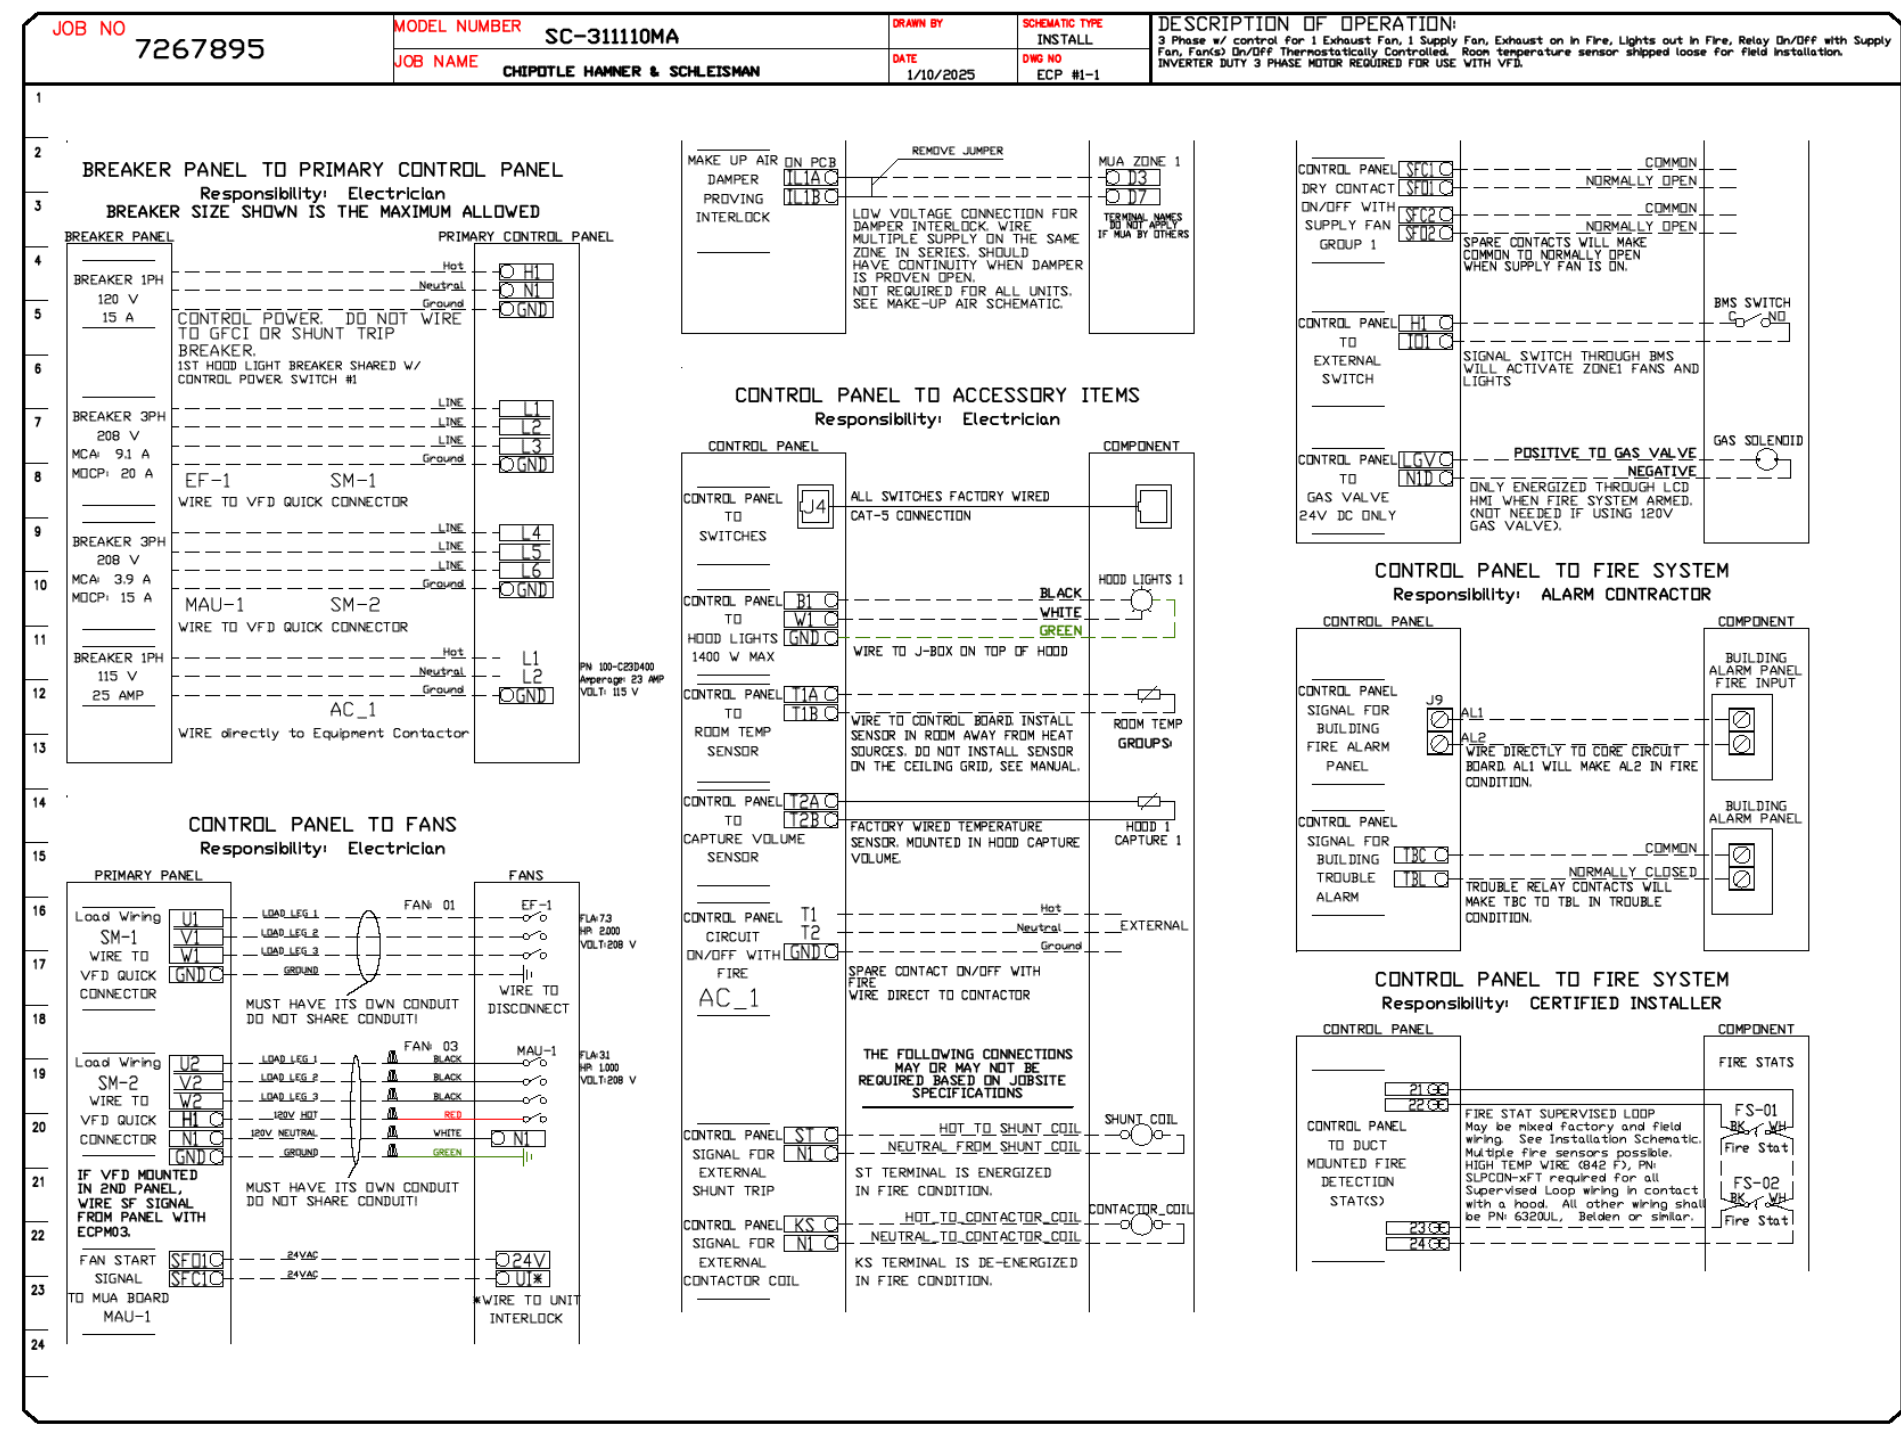 JOB NO
7267895
MODEL NUMBER SC-311110MA
JOB NAME CHIPOTLE HAMNER & SCHLEISMAN
DRAWN BY
DATE
1/10/2025
SCHEMATIC TYPE
INSTALL
DWG NO
ECP #1-1
DESCRIPTION OF OPERATION:
3 Phase w/ control for 1 Exhaust Fan, 1 Supply Fan, Exhaust on in Fire, Lights out in Fire, Relay On/Off with Supply
Fan, Fan(s) On/Off Thermostatically Controlled. Room temperature sensor shipped loose for field installation.
INVERTER DUTY 3 PHASE MOTOR REQUIRED FOR USE WITH VFD.
1
2
3
4
5
6
7
8
9
10
11
12
13
14
15
16
17
18
19
20
21
22
23
24
BREAKER PANEL TO PRIMARY CONTROL PANEL
Responsibility: Electrician
BREAKER SIZE SHOWN IS THE MAXIMUM ALLOWED
BREAKER PANEL
PRIMARY CONTROL PANEL
BREAKER 1PH
120 V
15 A
Hot
H1
Neutral
N1
Ground
GND
CONTROL POWER. DO NOT WIRE
TO GFCI OR SHUNT TRIP
BREAKER.
1ST HOOD LIGHT BREAKER SHARED W/
CONTROL POWER SWITCH #1
BREAKER 3PH
208 V
MCA: 9.1 A
MOCP: 20 A
LINE
L1
LINE
L2
LINE
L3
Ground
GND
EF-1 SM-1
WIRE TO VFD QUICK CONNECTOR
BREAKER 3PH
208 V
MCA: 3.9 A
MOCP: 15 A
LINE
L4
LINE
L5
LINE
L6
Ground
GND
MAU-1 SM-2
WIRE TO VFD QUICK CONNECTOR
BREAKER 1PH
115 V
25 AMP
Hot
L1
Neutral
L2
Ground
GND
PN: 100-C23D400
Amperage: 23 AMP
VOLT: 115 V
AC_1
WIRE directly to Equipment Contactor
CONTROL PANEL TO FANS
Responsibility: Electrician
PRIMARY PANEL
FANS
Load Wiring
SM-1
WIRE TO
VFD QUICK
CONNECTOR
U1
V1
W1
GND
LOAD LEG 1
LOAD LEG 2
LOAD LEG 3
GROUND
FAN: 01
EF-1
FLA:7.3
HP: 2.000
VOLT:208 V
WIRE TO
DISCONNECT
MUST HAVE ITS OWN CONDUIT
DO NOT SHARE CONDUIT!
Load Wiring
SM-2
WIRE TO
VFD QUICK
CONNECTOR
U2
V2
W2
H1
N1
GND
LOAD LEG 1
LOAD LEG 2
LOAD LEG 3
120V HOT
120V NEUTRAL
GROUND
FAN: 03
BLACK
BLACK
BLACK
RED
WHITE
GREEN
MAU-1
N1
FLA:3.1
HP: 1.000
VOLT:208 V
IF VFD MOUNTED
IN 2ND PANEL,
WIRE SF SIGNAL
FROM PANEL WITH
ECPM03.
MUST HAVE ITS OWN CONDUIT
DO NOT SHARE CONDUIT!
FAN START
SIGNAL
TO MUA BOARD
MAU-1
SF01
SFC1
24VAC
24VAC
24V
UI*
*WIRE TO UNIT
INTERLOCK
MAKE UP AIR
DAMPER
PROVING
INTERLOCK
ON PCB
IL1A
IL1B
REMOVE JUMPER
MUA ZONE 1
D3
D7
TERMINAL NAMES
DO NOT APPLY
IF MUA BY OTHERS
LOW VOLTAGE CONNECTION FOR
DAMPER INTERLOCK. WIRE
MULTIPLE SUPPLY ON THE SAME
ZONE IN SERIES. SHOULD
HAVE CONTINUITY WHEN DAMPER
IS PROVEN OPEN.
NOT REQUIRED FOR ALL UNITS.
SEE MAKE-UP AIR SCHEMATIC.
CONTROL PANEL TO ACCESSORY ITEMS
Responsibility: Electrician
CONTROL PANEL
COMPONENT
CONTROL PANEL
TO
SWITCHES
J4
ALL SWITCHES FACTORY WIRED
CAT-5 CONNECTION
CONTROL PANEL
TO
HOOD LIGHTS
1400 W MAX
B1
W1
GND
BLACK
WHITE
GREEN
HOOD LIGHTS 1
WIRE TO J-BOX ON TOP OF HOOD
CONTROL PANEL
TO
ROOM TEMP
SENSOR
T1A
T1B
WIRE TO CONTROL BOARD. INSTALL
SENSOR IN ROOM AWAY FROM HEAT
SOURCES. DO NOT INSTALL SENSOR
ON THE CEILING GRID, SEE MANUAL.
ROOM TEMP
GROUPS:
CONTROL PANEL
TO
CAPTURE VOLUME
SENSOR
T2A
T2B
FACTORY WIRED TEMPERATURE
SENSOR. MOUNTED IN HOOD CAPTURE
VOLUME.
HOOD 1
CAPTURE 1
CONTROL PANEL
CIRCUIT
ON/OFF WITH
FIRE
AC_1
T1
T2
GND
Hot
Neutral
Ground
EXTERNAL
SPARE CONTACT ON/OFF WITH
FIRE
WIRE DIRECT TO CONTACTOR
THE FOLLOWING CONNECTIONS
MAY OR MAY NOT BE
REQUIRED BASED ON JOBSITE
SPECIFICATIONS
CONTROL PANEL
SIGNAL FOR
EXTERNAL
SHUNT TRIP
ST
N1
HOT TO SHUNT COIL
NEUTRAL FROM SHUNT COIL
SHUNT COIL
ST TERMINAL IS ENERGIZED
IN FIRE CONDITION.
CONTROL PANEL
SIGNAL FOR
EXTERNAL
CONTACTOR COIL
KS
N1
HOT TO CONTACTOR COIL
NEUTRAL TO CONTACTOR COIL
CONTACTOR COIL
KS TERMINAL IS DE-ENERGIZED
IN FIRE CONDITION.
CONTROL PANEL
DRY CONTACT
ON/OFF WITH
SUPPLY FAN
GROUP 1
SFC1
SF01
SFC2
SF02
COMMON
NORMALLY OPEN
COMMON
NORMALLY OPEN
SPARE CONTACTS WILL MAKE
COMMON TO NORMALLY OPEN
WHEN SUPPLY FAN IS ON.
CONTROL PANEL
TO
EXTERNAL
SWITCH
H1
IO1
BMS SWITCH
C NO
SIGNAL SWITCH THROUGH BMS
WILL ACTIVATE ZONE1 FANS AND
LIGHTS
CONTROL PANEL
TO
GAS VALVE
24V DC ONLY
LGV
N1D
POSITIVE TO GAS VALVE
NEGATIVE
GAS SOLENOID
ONLY ENERGIZED THROUGH LCD
HMI WHEN FIRE SYSTEM ARMED.
(NOT NEEDED IF USING 120V
GAS VALVE).
CONTROL PANEL TO FIRE SYSTEM
Responsibility: ALARM CONTRACTOR
CONTROL PANEL
COMPONENT
CONTROL PANEL
SIGNAL FOR
BUILDING
FIRE ALARM
PANEL
J9
AL1
AL2
BUILDING
ALARM PANEL
FIRE INPUT
WIRE DIRECTLY TO CORE CIRCUIT
BOARD. AL1 WILL MAKE AL2 IN FIRE
CONDITION.
CONTROL PANEL
SIGNAL FOR
BUILDING
TROUBLE
ALARM
TBC
TBL
COMMON
NORMALLY CLOSED
BUILDING
ALARM PANEL
TROUBLE RELAY CONTACTS WILL
MAKE TBC TO TBL IN TROUBLE
CONDITION.
CONTROL PANEL TO FIRE SYSTEM
Responsibility: CERTIFIED INSTALLER
CONTROL PANEL
COMPONENT
FIRE STATS
CONTROL PANEL
TO DUCT
MOUNTED FIRE
DETECTION
STAT(S)
21
22
23
24
FIRE STAT SUPERVISED LOOP
May be mixed factory and field
wiring. See Installation Schematic.
Multiple fire sensors possible.
HIGH TEMP WIRE (842 F), PN:
SLPCON-xFT required for all
Supervised Loop wiring in contact
with a hood. All other wiring shall
be PN: 6320UL, Belden or similar.
FS-01
BK WH
Fire Stat
FS-02
BK WH
Fire Stat